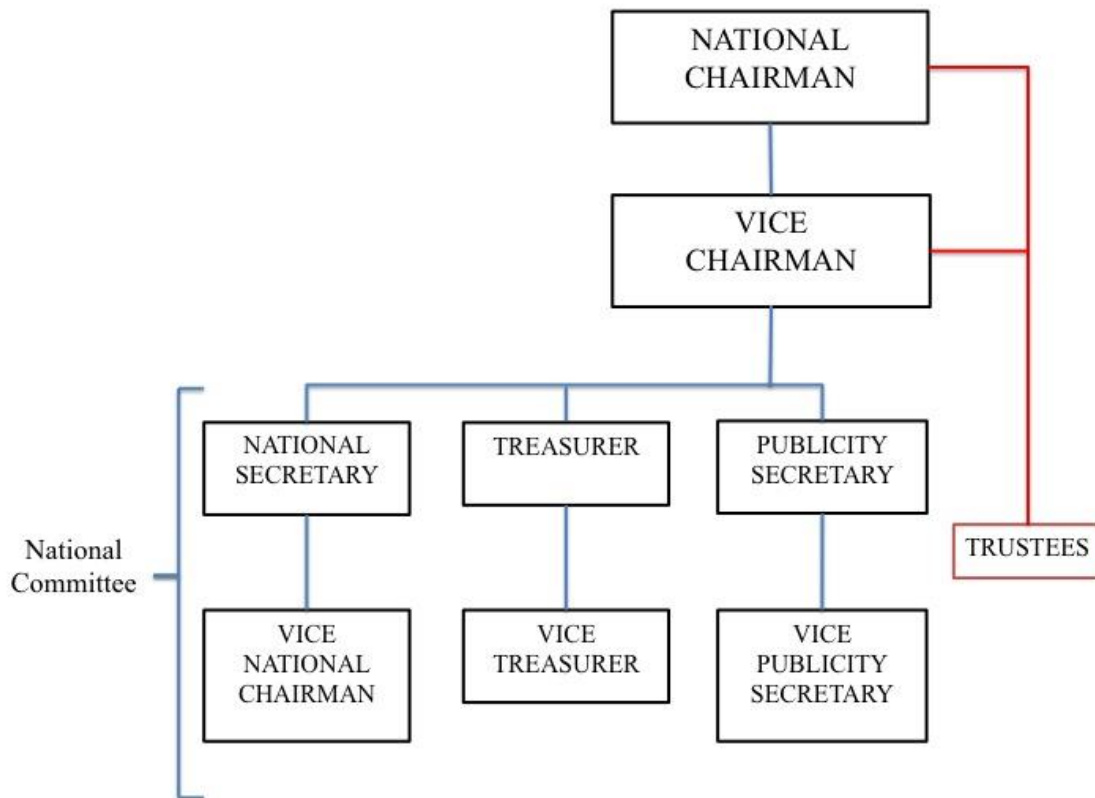 NATIONAL
CHAIRMAN
VICE
CHAIRMAN
NATIONAL
SECRETARY
TREASURER
PUBLICITY
SECRETARY
TRUSTEES
National
Committee
VICE
NATIONAL
CHAIRMAN
VICE
TREASURER
VICE
PUBLICITY
SECRETARY